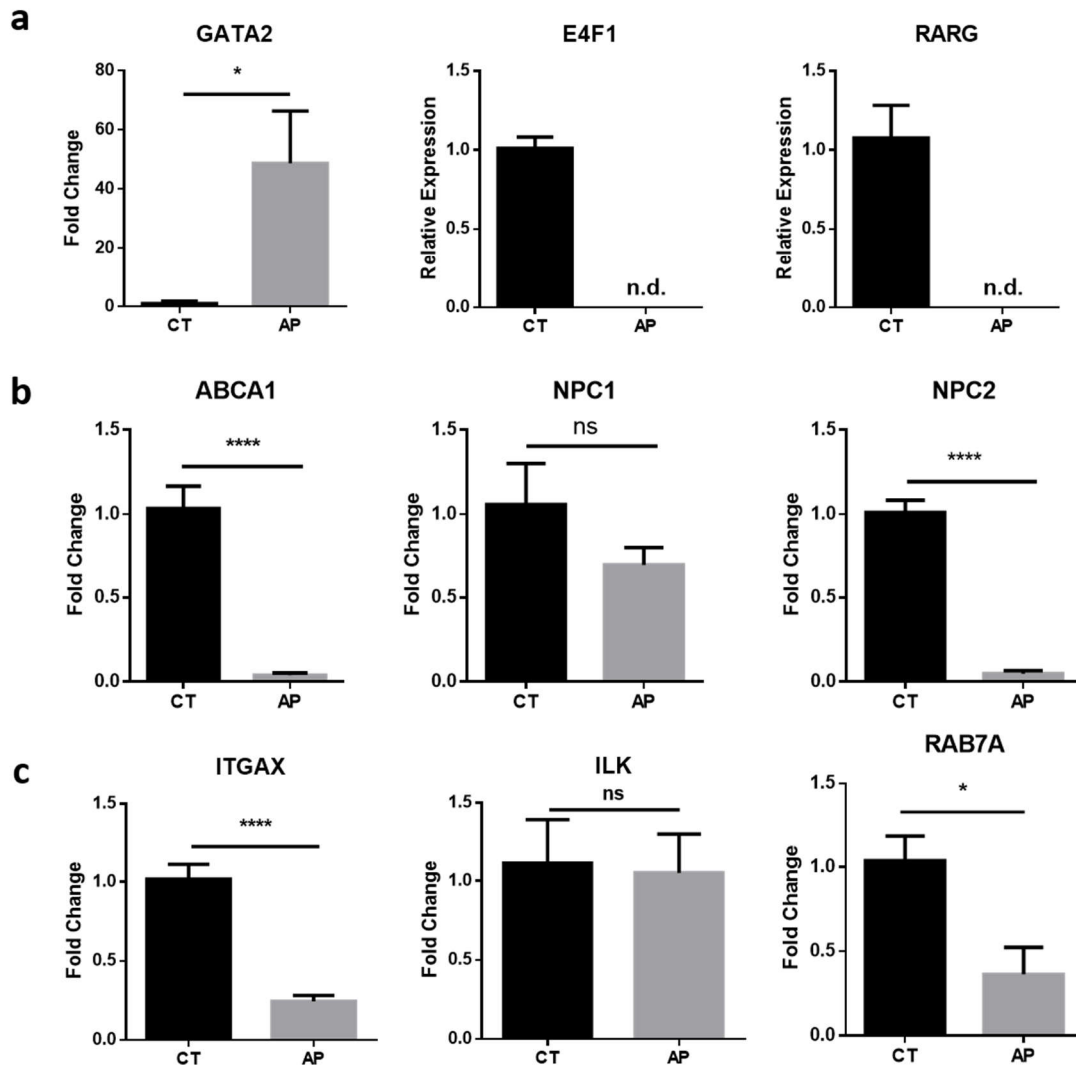 a
GATA2
E4F1
RARG
Fold Change
80
60
40
20
0
*
CT
AP
Relative Expression
1.5
1.0
0.5
0.0
n.d.
CT
AP
Relative Expression
1.5
1.0
0.5
0.0
n.d.
CT
AP
b
ABCA1
NPC1
NPC2
Fold Change
1.5
1.0
0.5
0.0
****
CT
AP
Fold Change
1.5
1.0
0.5
0.0
ns
CT
AP
Fold Change
1.5
1.0
0.5
0.0
****
CT
AP
c
ITGAX
ILK
RAB7A
Fold Change
1.5
1.0
0.5
0.0
****
CT
AP
Fold Change
1.5
1.0
0.5
0.0
ns
CT
AP
Fold Change
1.5
1.0
0.5
0.0
*
CT
AP